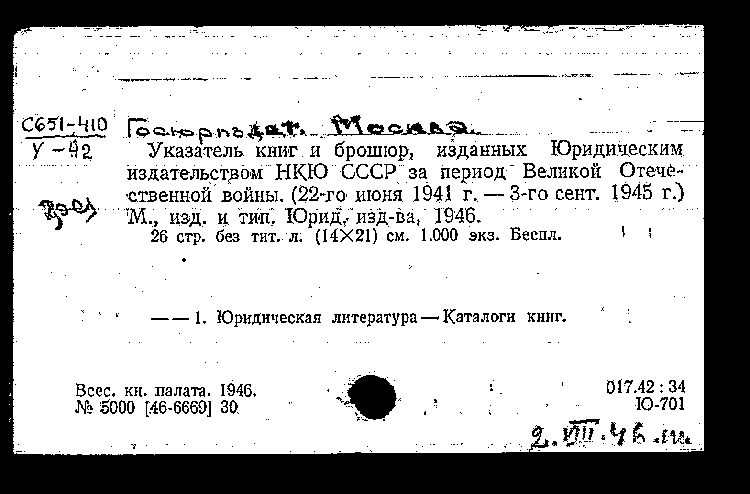 С651-410
У-92
Госюриздат. Москва.
Указатель книг и брошюр, изданных Юридическим
издательством НКЮ СССР за период Великой Отече-
ственной войны. (22-го июня 1941 г. — 3-го сент. 1945 г.)
М., изд. и тип. Юрид. изд-ва, 1946.
26 стр. без тит. л. (14×21) см. 1.000 экз. Беспл.
— — 1. Юридическая литература — Каталоги книг.
Всес. кн. палата. 1946.
№ 5000 [46-6669] 30.
017.42 : 34
Ю-701
2.VIII.46.